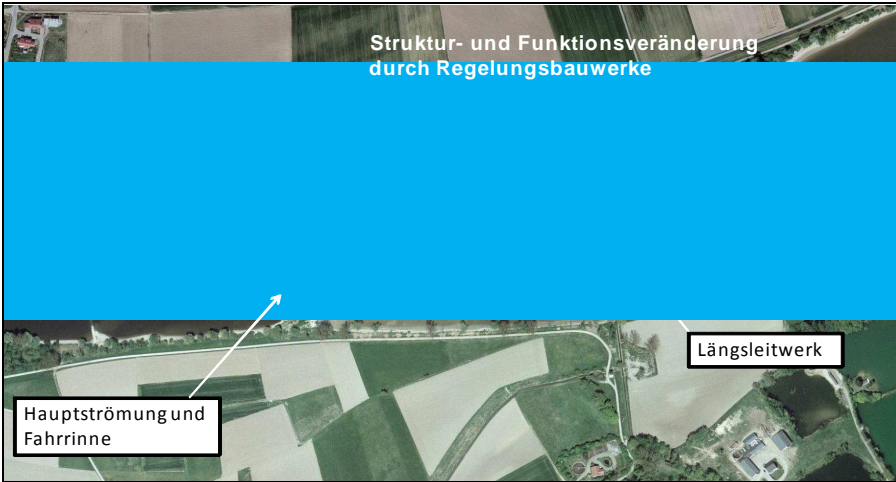 Struktur- und Funktionsveränderung
durch Regelungsbauwerke
Längsleitwerk
Hauptströmung und
Fahrrinne